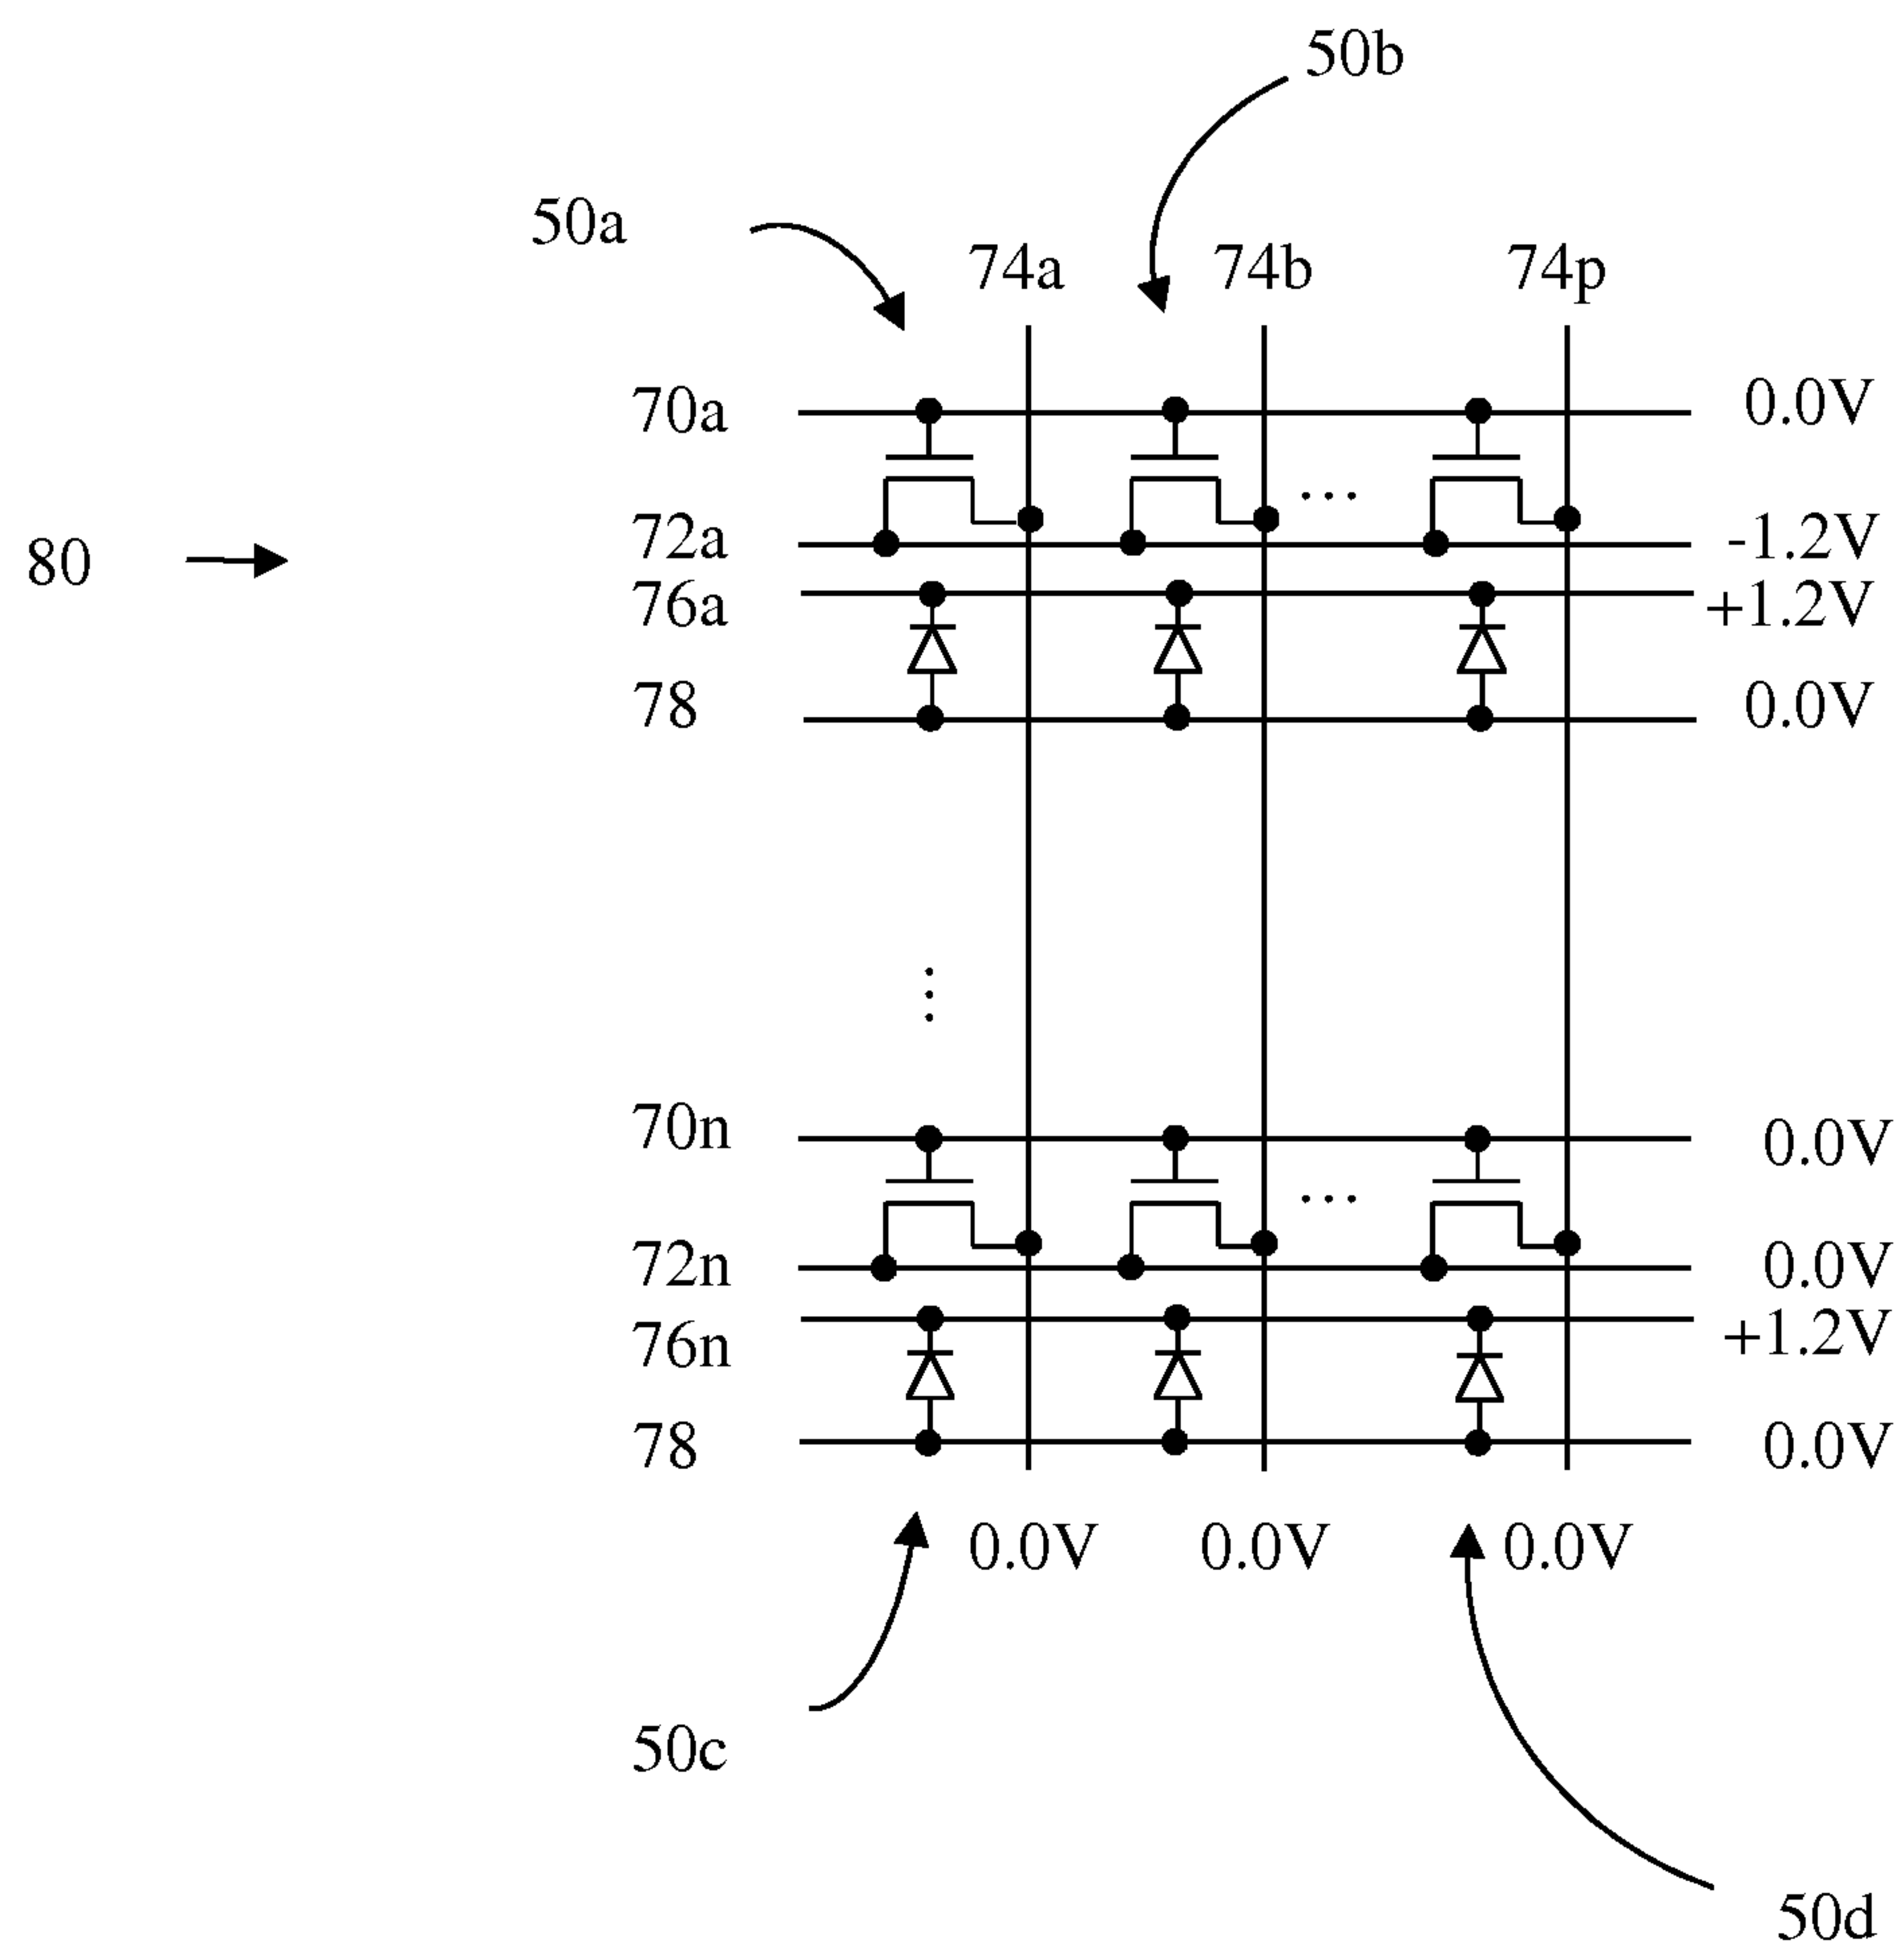 50b
50a
74a 74b 74p
70a 0.0V
...
72a -1.2V
80
76a +1.2V
78 0.0V
...
70n 0.0V
...
72n 0.0V
76n +1.2V
78 0.0V
0.0V 0.0V 0.0V
50c
50d